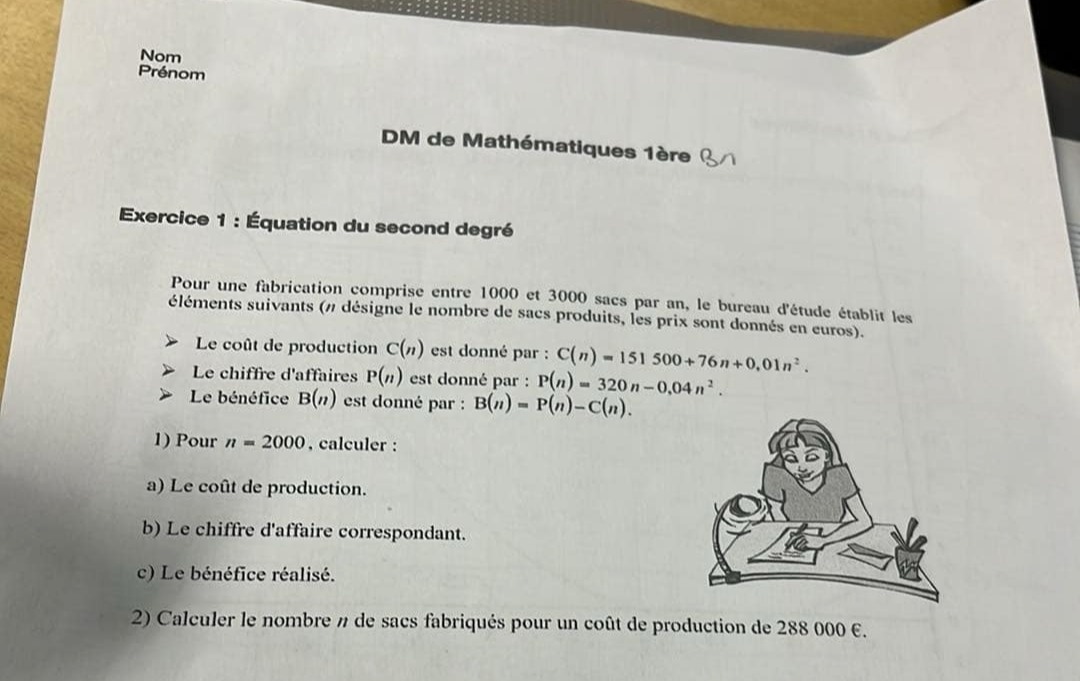 Nom
Prénom
DM de Mathématiques 1ère Bn
Exercice 1 : Équation du second degré
Pour une fabrication comprise entre 1000 et 3000 sacs par an, le bureau d'étude établit les
éléments suivants (n désigne le nombre de sacs produits, les prix sont donnés en euros).
➢ Le coût de production C(n) est donné par : C(n) = 151 500+76n+0,01n².
➢ Le chiffre d'affaires P(n) est donné par : P(n) = 320n−0,04n².
➢ Le bénéfice B(n) est donné par : B(n) = P(n)−C(n).
1) Pour n = 2000, calculer :
a) Le coût de production.
b) Le chiffre d'affaire correspondant.
c) Le bénéfice réalisé.
2) Calculer le nombre n de sacs fabriqués pour un coût de production de 288 000 €.